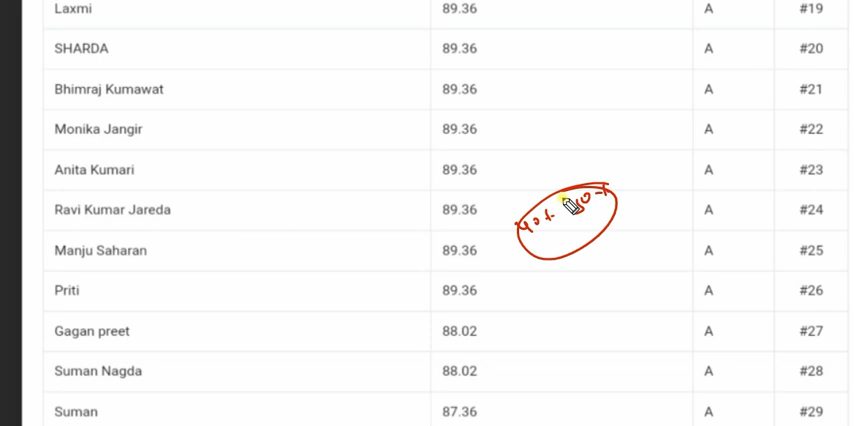 Laxmi 89.36 A #19
SHARDA 89.36 A #20
Bhimraj Kumawat 89.36 A #21
Monika Jangir 89.36 A #22
Anita Kumari 89.36 A #23
Ravi Kumar Jareda 89.36 A #24
Manju Saharan 89.36 A #25
Priti 89.36 A #26
Gagan preet 88.02 A #27
Suman Nagda 88.02 A #28
Suman 87.36 A #29